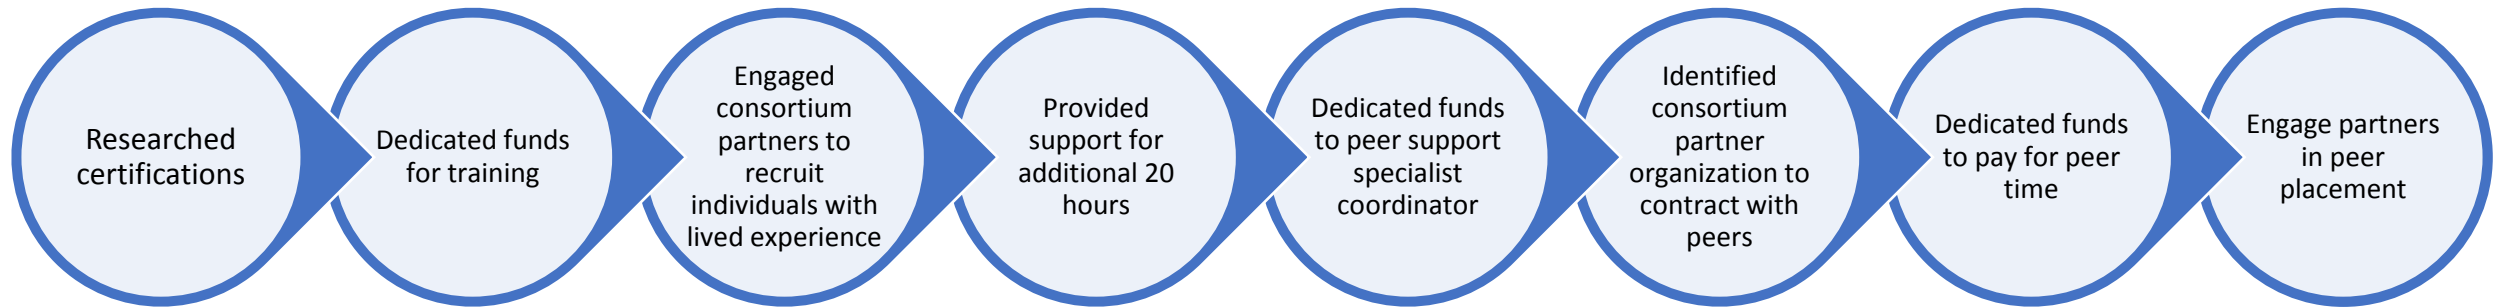 Researched
certifications
Dedicated funds
for training
Engaged
consortium
partners to
recruit
individuals with
lived experience
Provided
support for
additional 20
hours
Dedicated funds
to peer support
specialist
coordinator
Identified
consortium
partner
organization to
contract with
peers
Dedicated funds
to pay for peer
time
Engage partners
in peer
placement